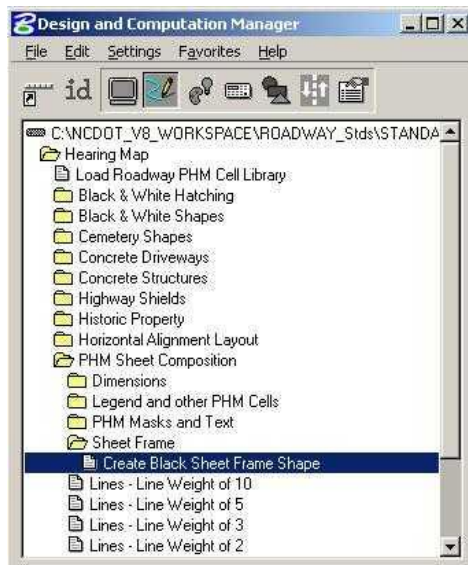 Design and Computation Manager
File Edit Settings Favorites Help
id
C:\NCDOT_V8_WORKSPACE\ROADWAY_Stds\STANDA
Hearing Map
Load Roadway PHM Cell Library
Black & White Hatching
Black & White Shapes
Cemetery Shapes
Concrete Driveways
Concrete Structures
Highway Shields
Historic Property
Horizontal Alignment Layout
PHM Sheet Composition
Dimensions
Legend and other PHM Cells
PHM Masks and Text
Sheet Frame
Create Black Sheet Frame Shape
Lines - Line Weight of 10
Lines - Line Weight of 5
Lines - Line Weight of 3
Lines - Line Weight of 2